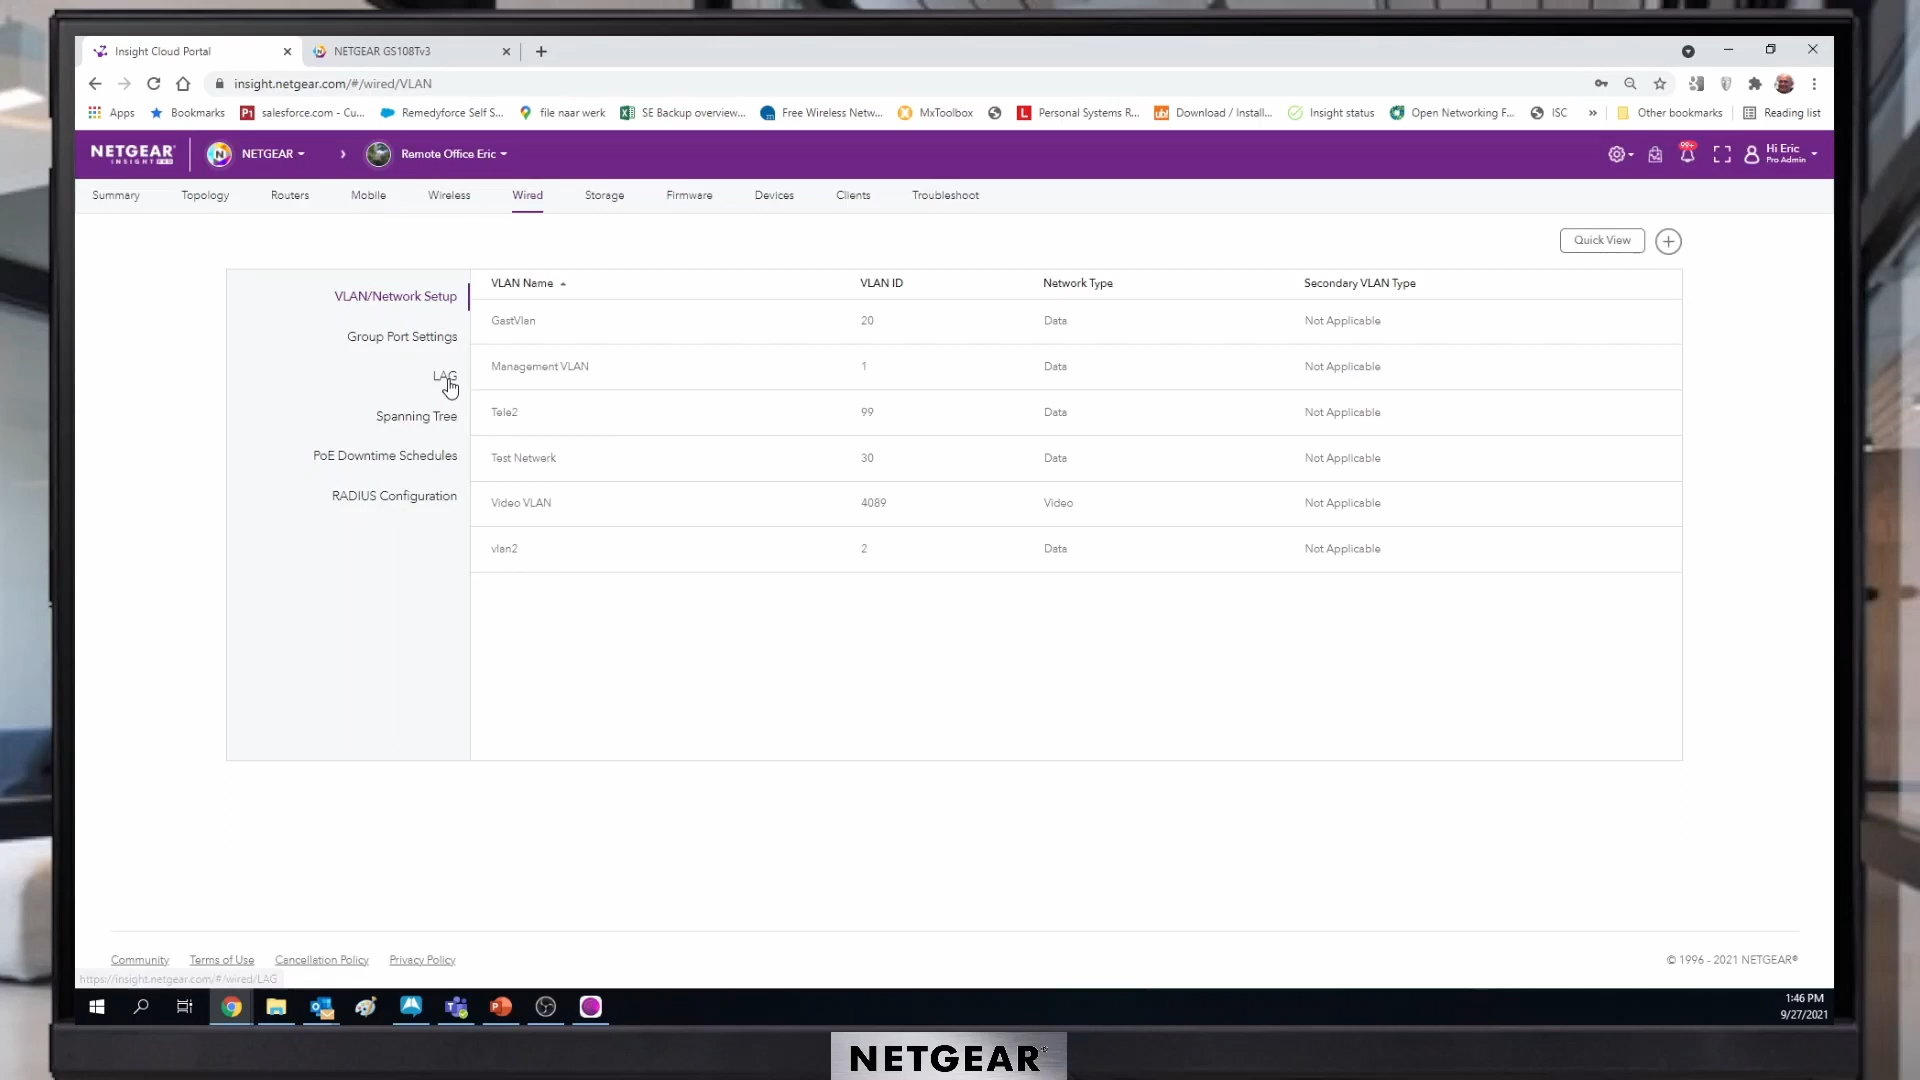 Insight Cloud Portal
NETGEAR GS108Tv3
insight.netgear.com/#/wired/VLAN
Apps Bookmarks salesforce.com - Cu... Remedyforce Self S... file naar werk SE Backup overview... Free Wireless Netw... MxToolbox Personal Systems R... Download / Install... Insight status Open Networking F... ISC » Other bookmarks Reading list
NETGEAR INSIGHT PRO
NETGEAR
Remote Office Eric
99+
Hi Eric
Pro Admin
Summary Topology Routers Mobile Wireless Wired Storage Firmware Devices Clients Troubleshoot
Quick View
VLAN/Network Setup
Group Port Settings
LAG
Spanning Tree
PoE Downtime Schedules
RADIUS Configuration
VLAN Name VLAN ID Network Type Secondary VLAN Type
GastVlan 20 Data Not Applicable
Management VLAN 1 Data Not Applicable
Tele2 99 Data Not Applicable
Test Netwerk 30 Data Not Applicable
Video VLAN 4089 Video Not Applicable
vlan2 2 Data Not Applicable
Community Terms of Use Cancellation Policy Privacy Policy
© 1996 - 2021 NETGEAR®
https://insight.netgear.com/#/wired/LAG
1:46 PM
9/27/2021
NETGEAR®